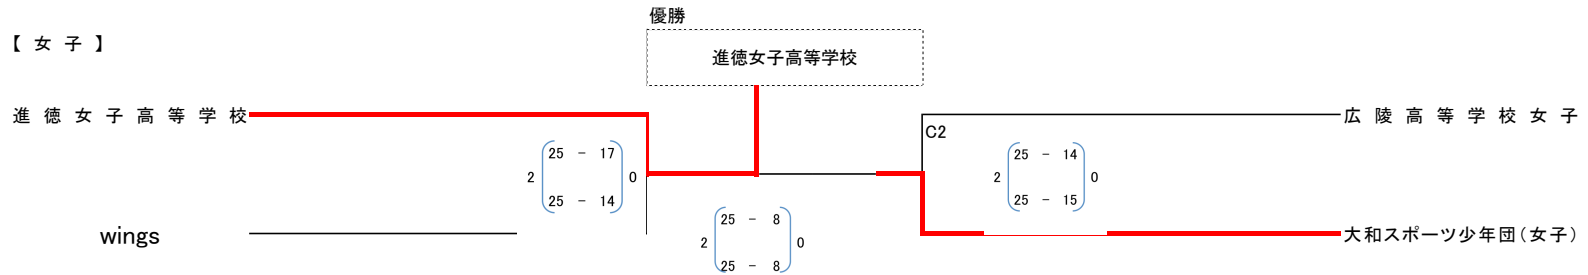 優勝
【 女 子 】
進徳女子高等学校
進 徳 女 子 高 等 学 校
広 陵 高 等 学 校 女 子
C2
25 － 17
2 0
25 － 14
25 － 14
2 0
25 － 15
wings
大和スポーツ少年団（女子）
25 － 8
2 0
25 － 8